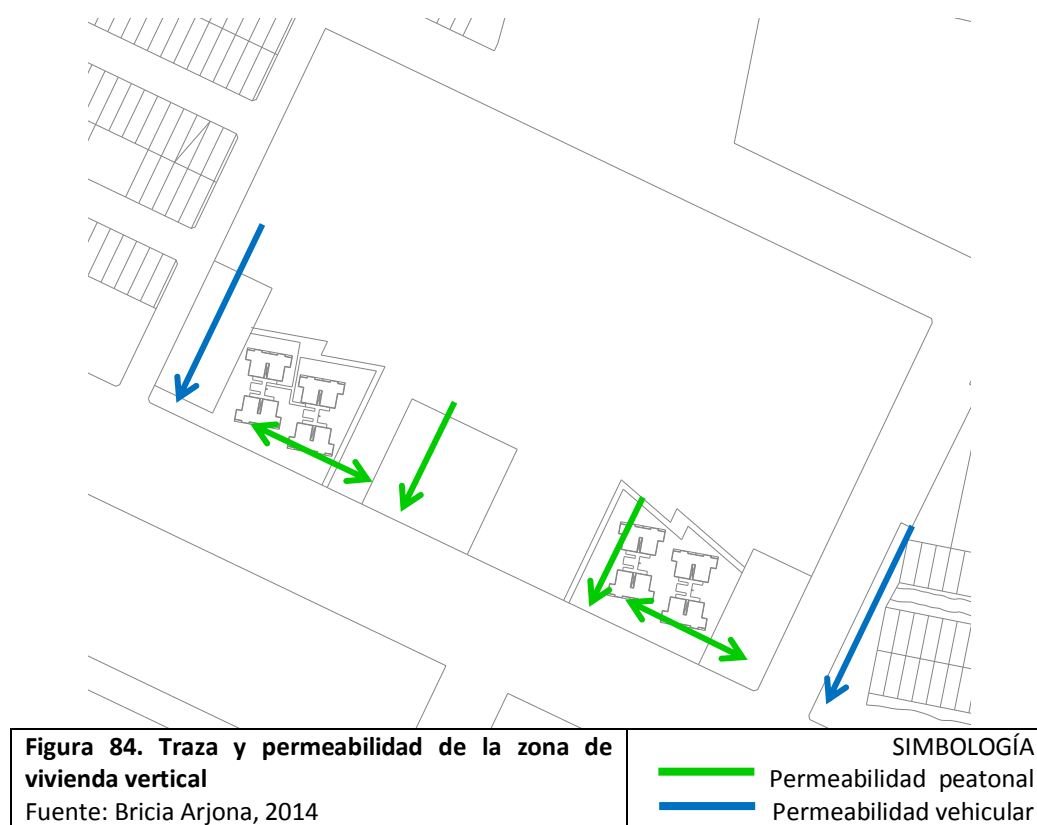 Figura 84. Traza y permeabilidad de la zona de
vivienda vertical
Fuente: Bricia Arjona, 2014
SIMBOLOGÍA
Permeabilidad peatonal
Permeabilidad vehicular